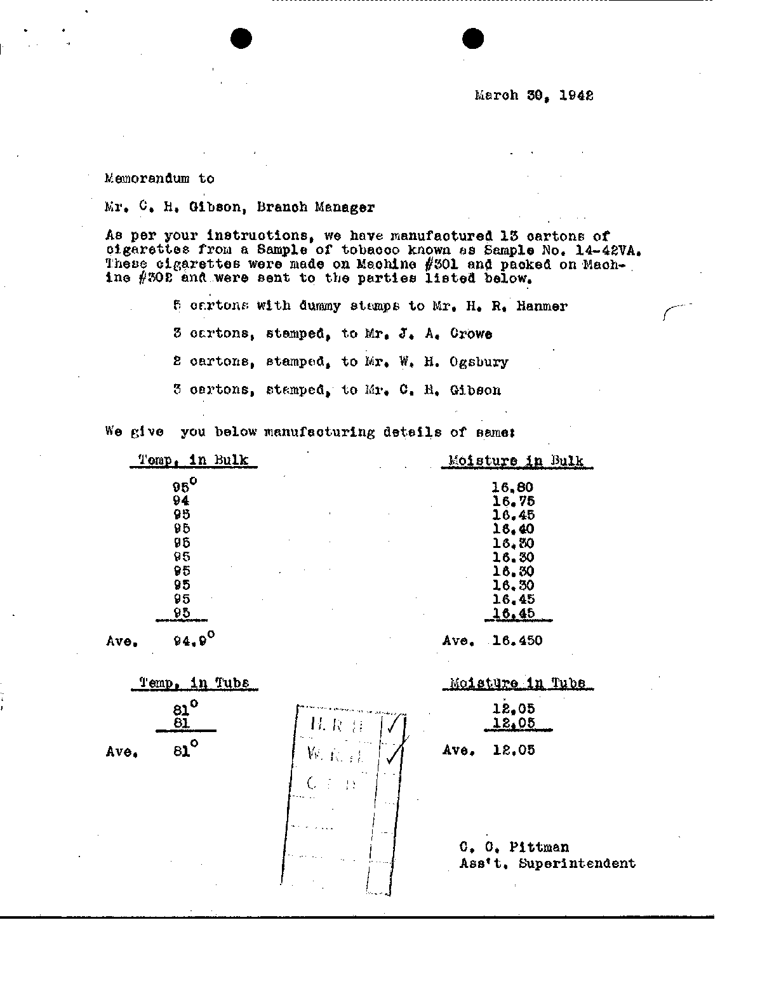 March 30, 1942
Memorandum to
Mr. C. H. Gibson, Branch Manager
As per your instructions, we have manufactured 13 cartons of
cigarettes from a Sample of tobacco known as Sample No. 14-42VA.
These cigarettes were made on Machine #301 and packed on Mach-
ine #302 and were sent to the parties listed below.
5 cartons with dummy stamps to Mr. H. R. Hanmer
3 cartons, stamped, to Mr. J. A. Crowe
2 cartons, stamped, to Mr. W. H. Ogsbury
3 cartons, stamped, to Mr. C. H. Gibson
We give you below manufacturing details of same:
Temp. in Bulk Moisture in Bulk
95° 16.80
94 16.75
95 16.45
95 16.40
95 16.30
95 16.30
95 16.30
95 16.30
95 16.45
95 16.45
Ave. 94.9° Ave. 16.450
Temp. in Tubs Moisture in Tubs
81° 12.05
81 12.05
Ave. 81° Ave. 12.05
H. R. H.
C. O. Pittman
Ass't. Superintendent